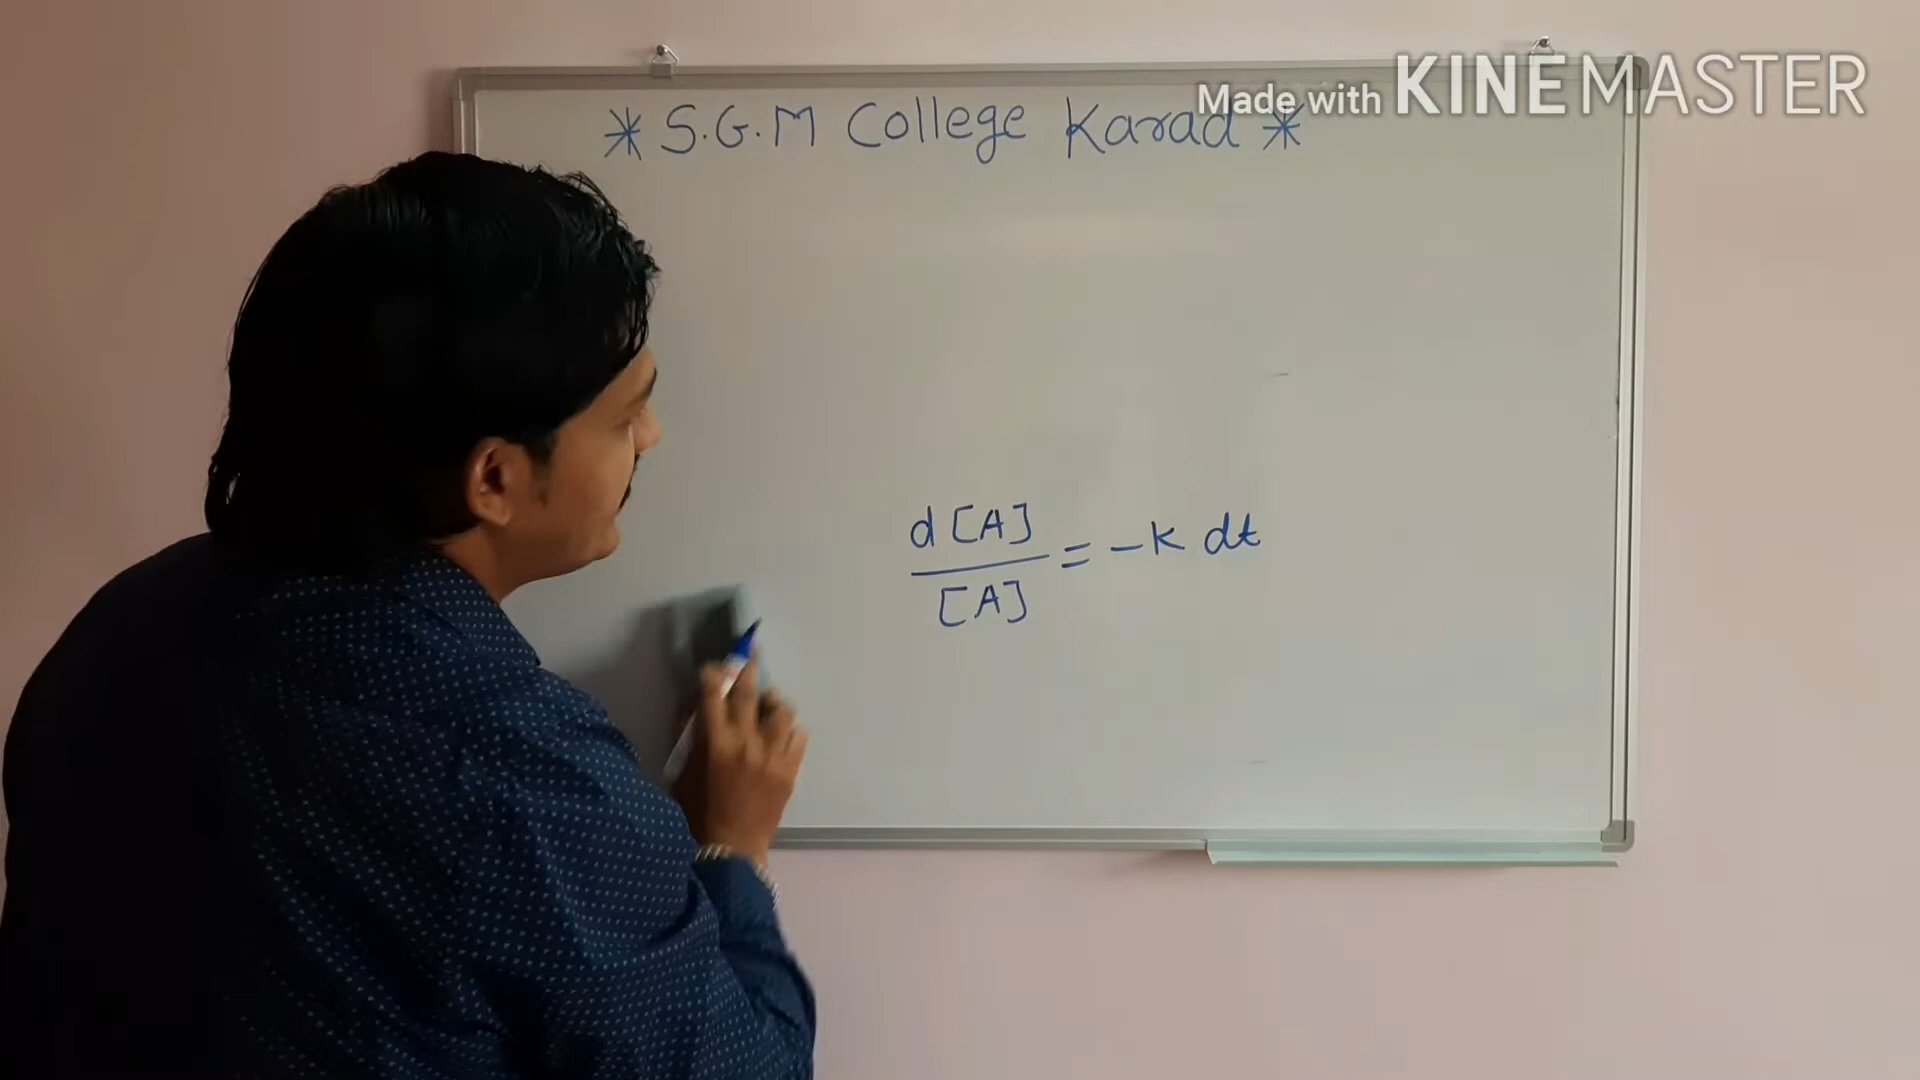 Made with KINEMASTER
* S.G.M College Karad *
d [A]
[A]
= -k dt